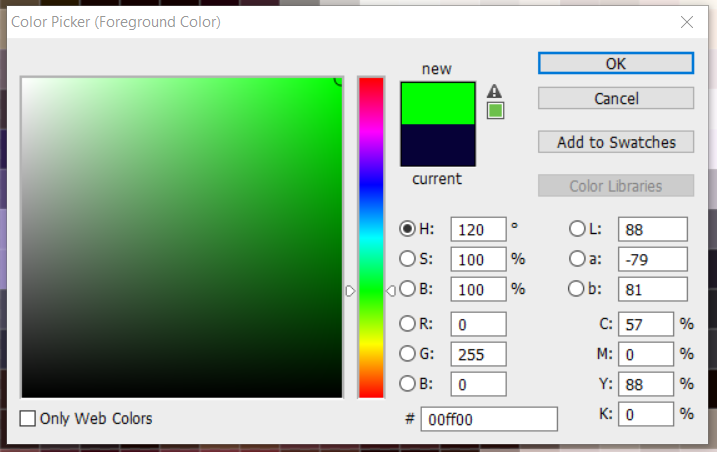 Color Picker (Foreground Color)
new
current
OK
Cancel
Add to Swatches
Color Libraries
H: 120 °
S: 100 %
B: 100 %
R: 0
G: 255
B: 0
# 00ff00
L: 88
a: -79
b: 81
C: 57 %
M: 0 %
Y: 88 %
K: 0 %
Only Web Colors